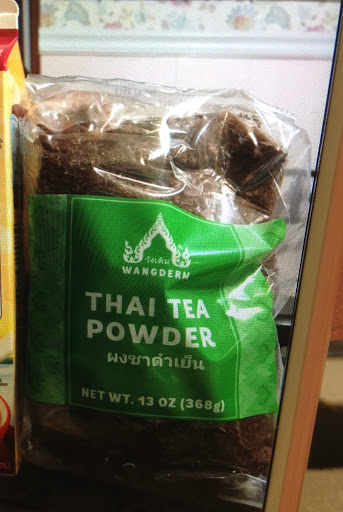 วังเดิม
WANGDERM
THAI TEA
POWDER
ผงชาดำเย็น
NET WT. 13 OZ (368g)